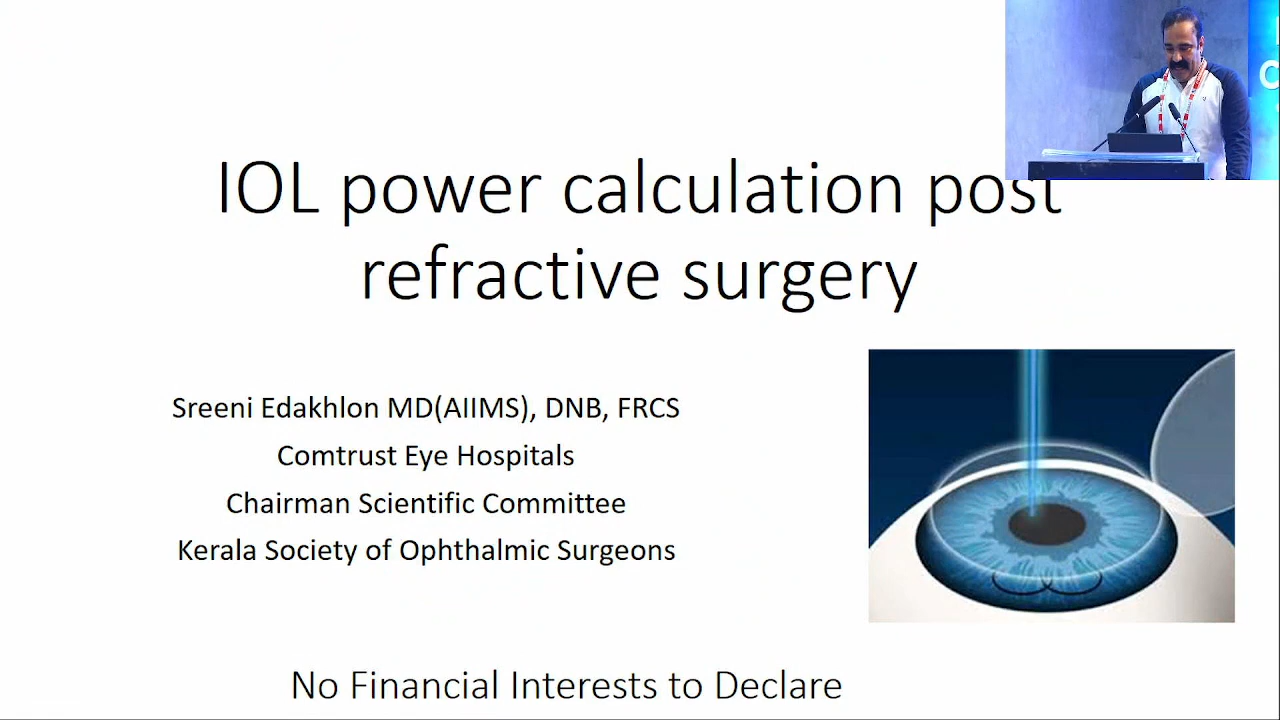 IOL power calculation post
refractive surgery
Sreeni Edakhlon MD(AIIMS), DNB, FRCS
Comtrust Eye Hospitals
Chairman Scientific Committee
Kerala Society of Ophthalmic Surgeons
No Financial Interests to Declare